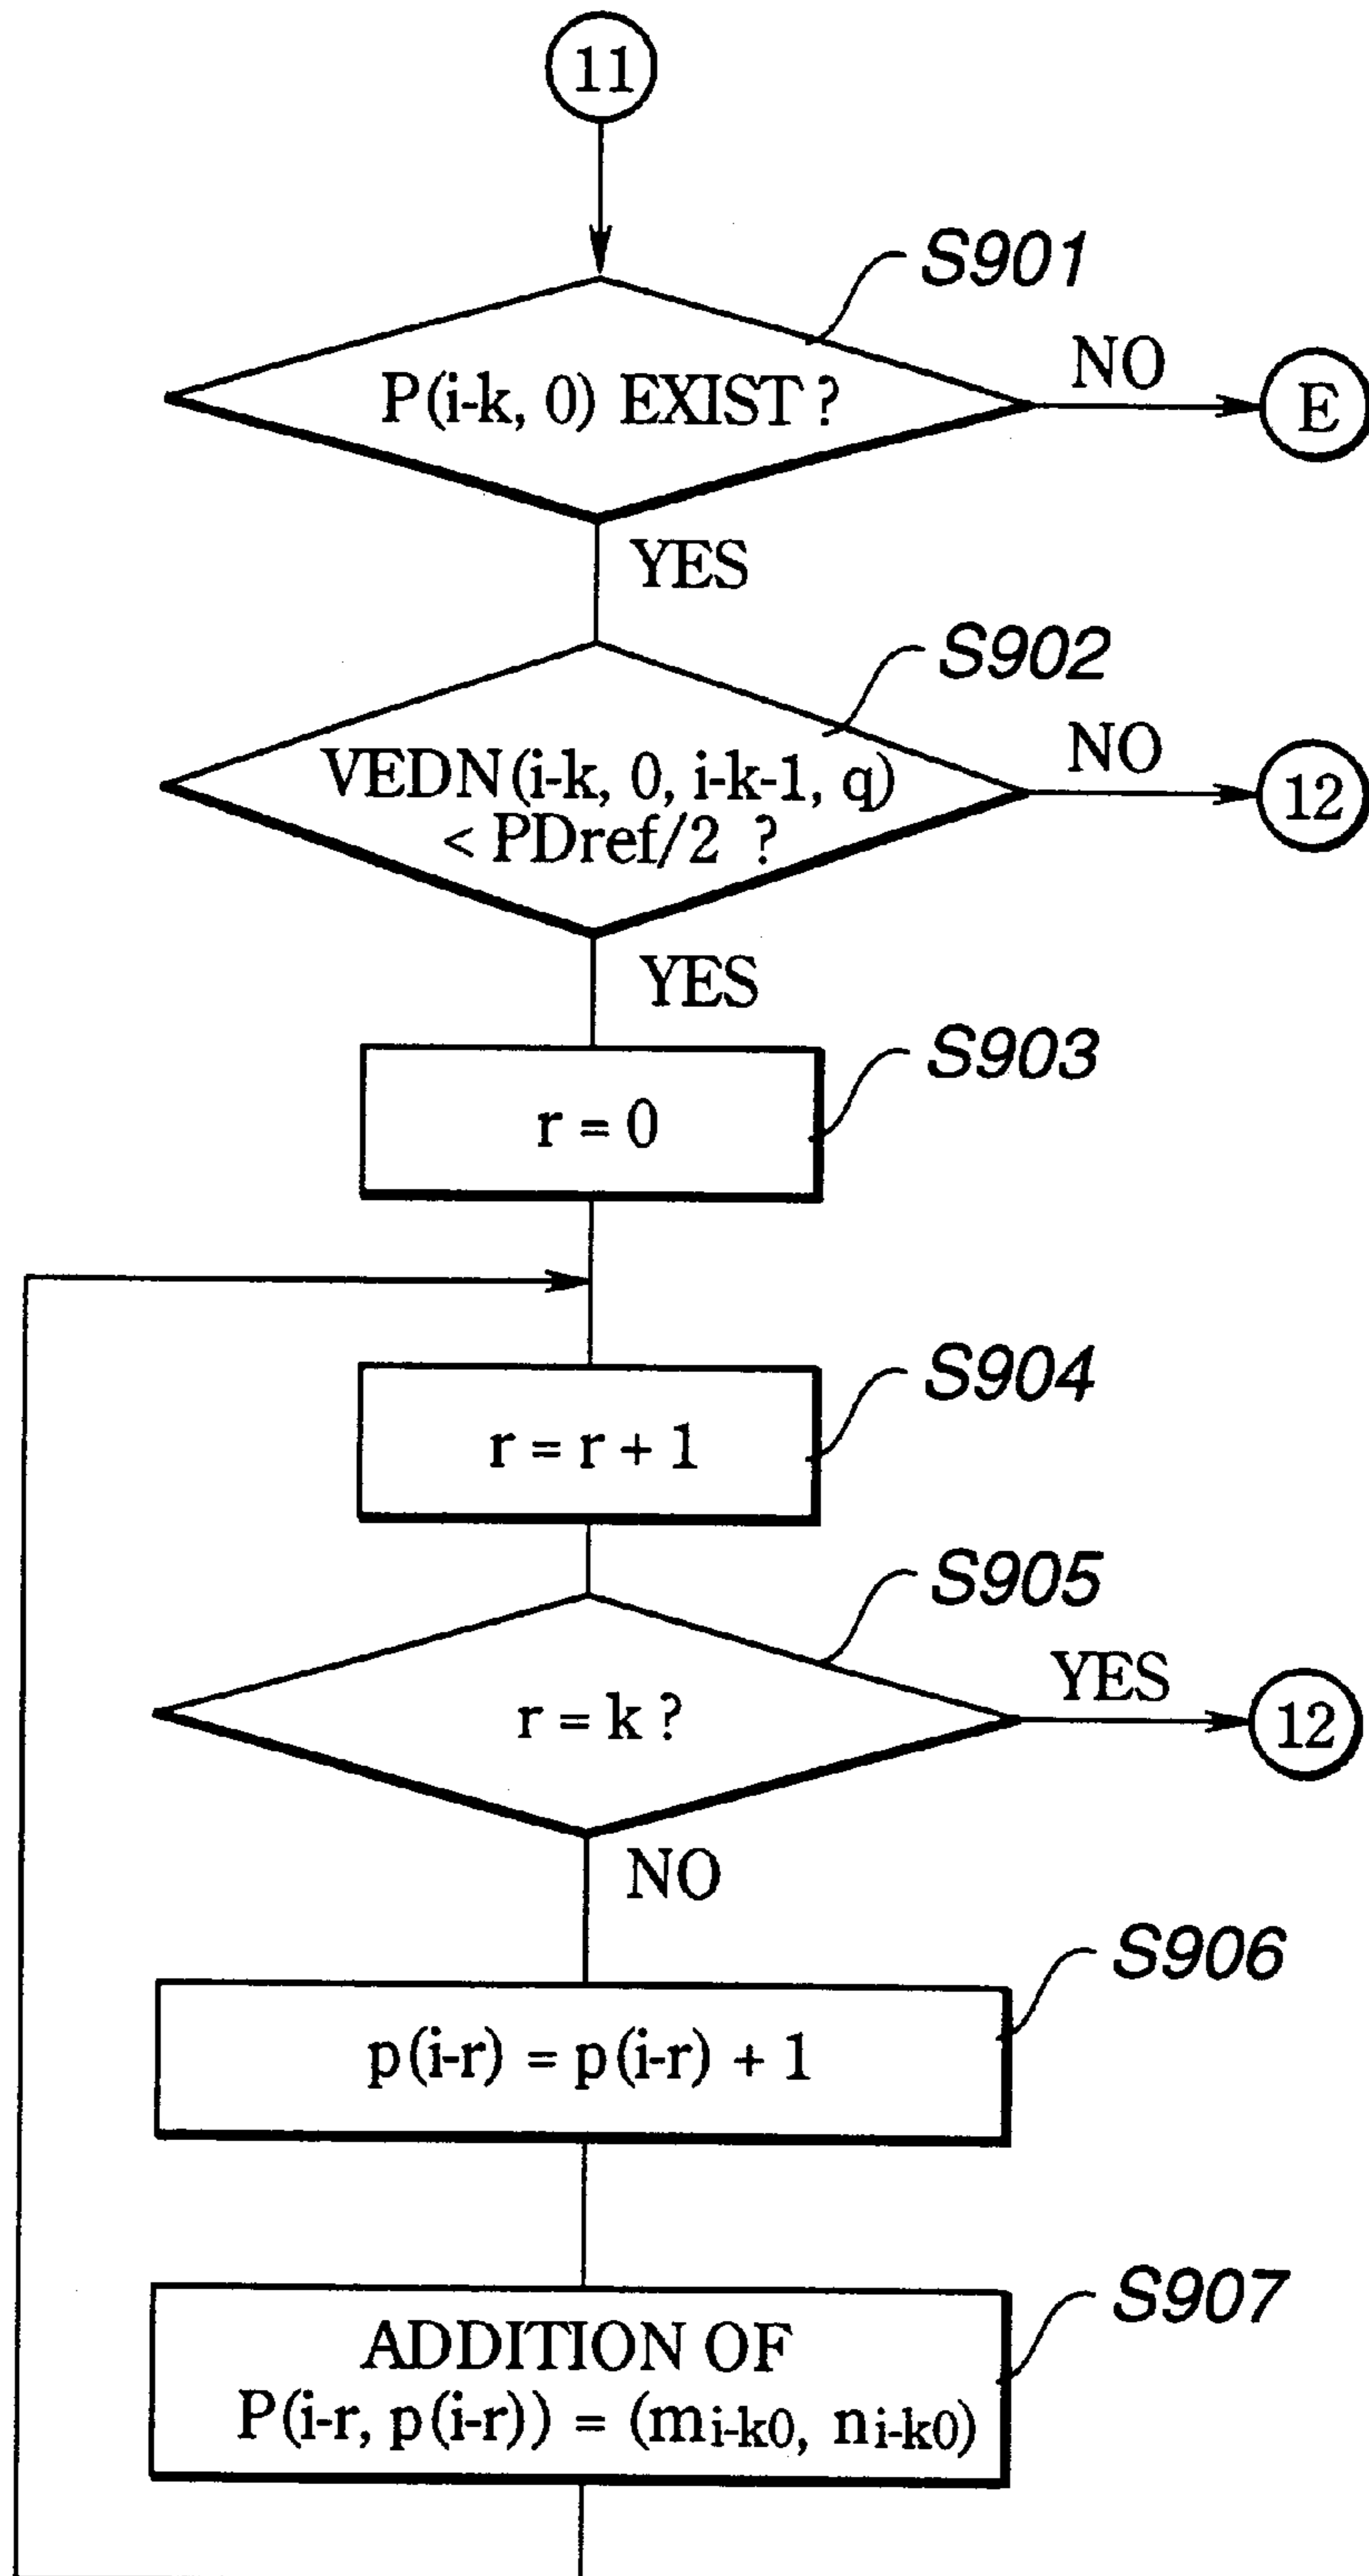 11
S901
P(i-k, 0) EXIST ?
NO
E
YES
S902
VEDN(i-k, 0, i-k-1, q)
< PDref/2 ?
NO
12
YES
S903
r = 0
S904
r = r + 1
S905
r = k ?
YES
12
NO
S906
p(i-r) = p(i-r) + 1
S907
ADDITION OF
P(i-r, p(i-r)) = (mi-k0, ni-k0)